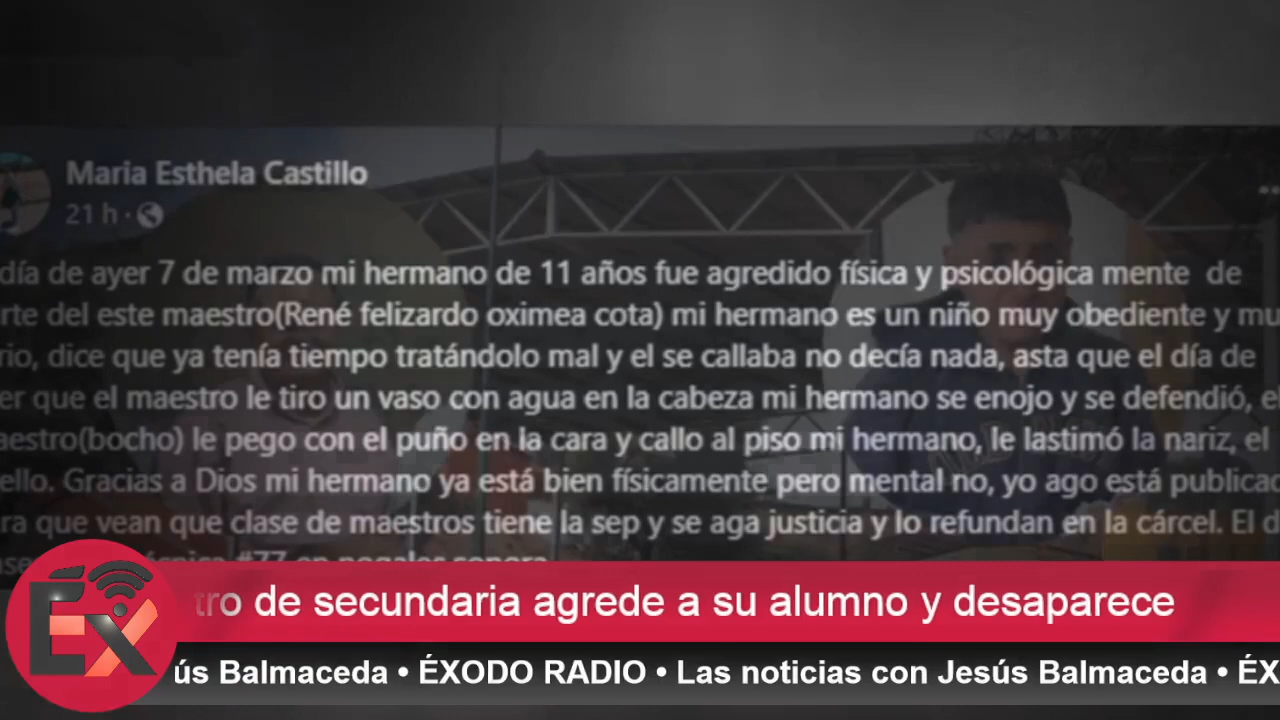 Maria Esthela Castillo
21 h ·
día de ayer 7 de marzo mi hermano de 11 años fue agredido física y psicológica mente de
rte del este maestro(René felizardo oximea cota) mi hermano es un niño muy obediente y mu
rio, dice que ya tenía tiempo tratándolo mal y el se callaba no decía nada, asta que el día de
er que el maestro le tiro un vaso con agua en la cabeza mi hermano se enojo y se defendió, e
aestro(bocho) le pego con el puño en la cara y callo al piso mi hermano, le lastimó la nariz, el
ello. Gracias a Dios mi hermano ya está bien físicamente pero mental no, yo ago está publicac
ra que vean que clase de maestros tiene la sep y se aga justicia y lo refundan en la cárcel. El d
#77 en nogales sonora
tro de secundaria agrede a su alumno y desaparece
ÉX
ús Balmaceda • ÉXODO RADIO • Las noticias con Jesús Balmaceda • ÉX